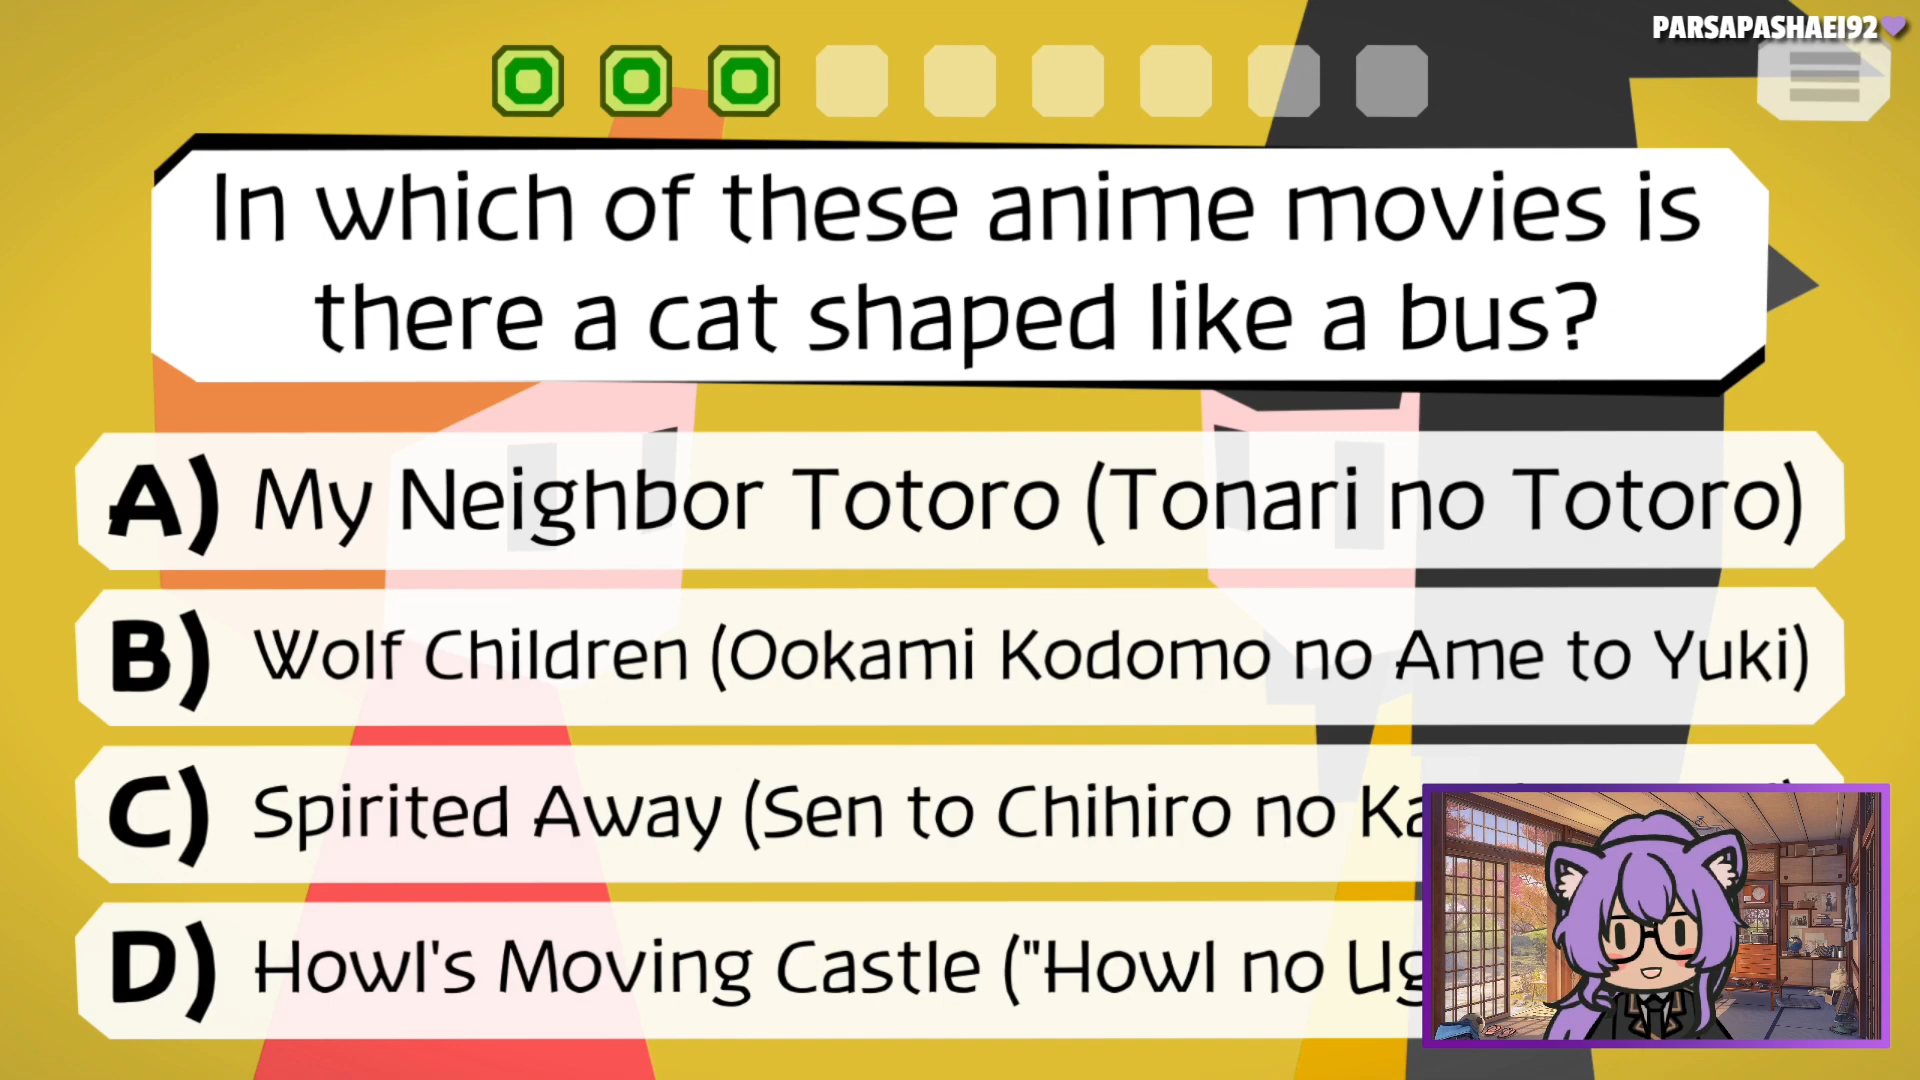 PARSAPASHAEI92
In which of these anime movies is
there a cat shaped like a bus?
A) My Neighbor Totoro (Tonari no Totoro)
B) Wolf Children (Ookami Kodomo no Ame to Yuki)
C) Spirited Away (Sen to Chihiro no
D) Howl's Moving Castle ("Howl no